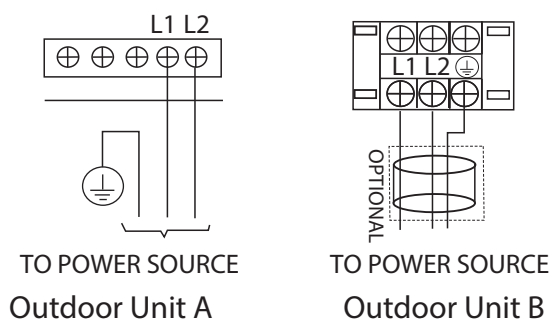 L1 L2
TO POWER SOURCE
Outdoor Unit A
L1 L2
OPTIONAL
TO POWER SOURCE
Outdoor Unit B